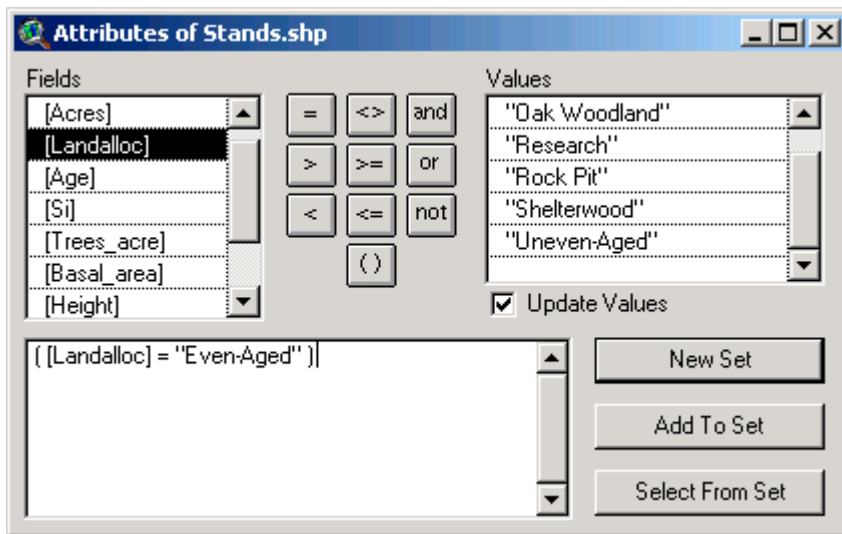 Attributes of Stands.shp
Fields
[Acres]
[Landalloc]
[Age]
[Si]
[Trees_acre]
[Basal_area]
[Height]
= <> and
> >= or
< <= not
( )
Values
"Oak Woodland"
"Research"
"Rock Pit"
"Shelterwood"
"Uneven-Aged"
Update Values
( [Landalloc] = "Even-Aged" )
New Set
Add To Set
Select From Set